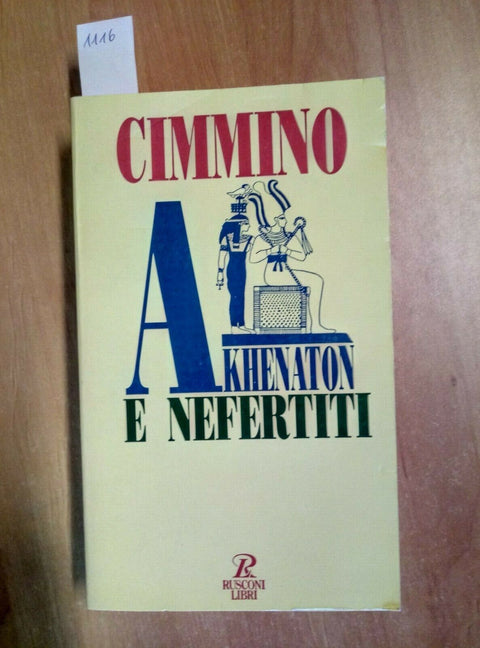 1116
CIMMINO
AKHENATON
E NEFERTITI
R
RUSCONI
LIBRI